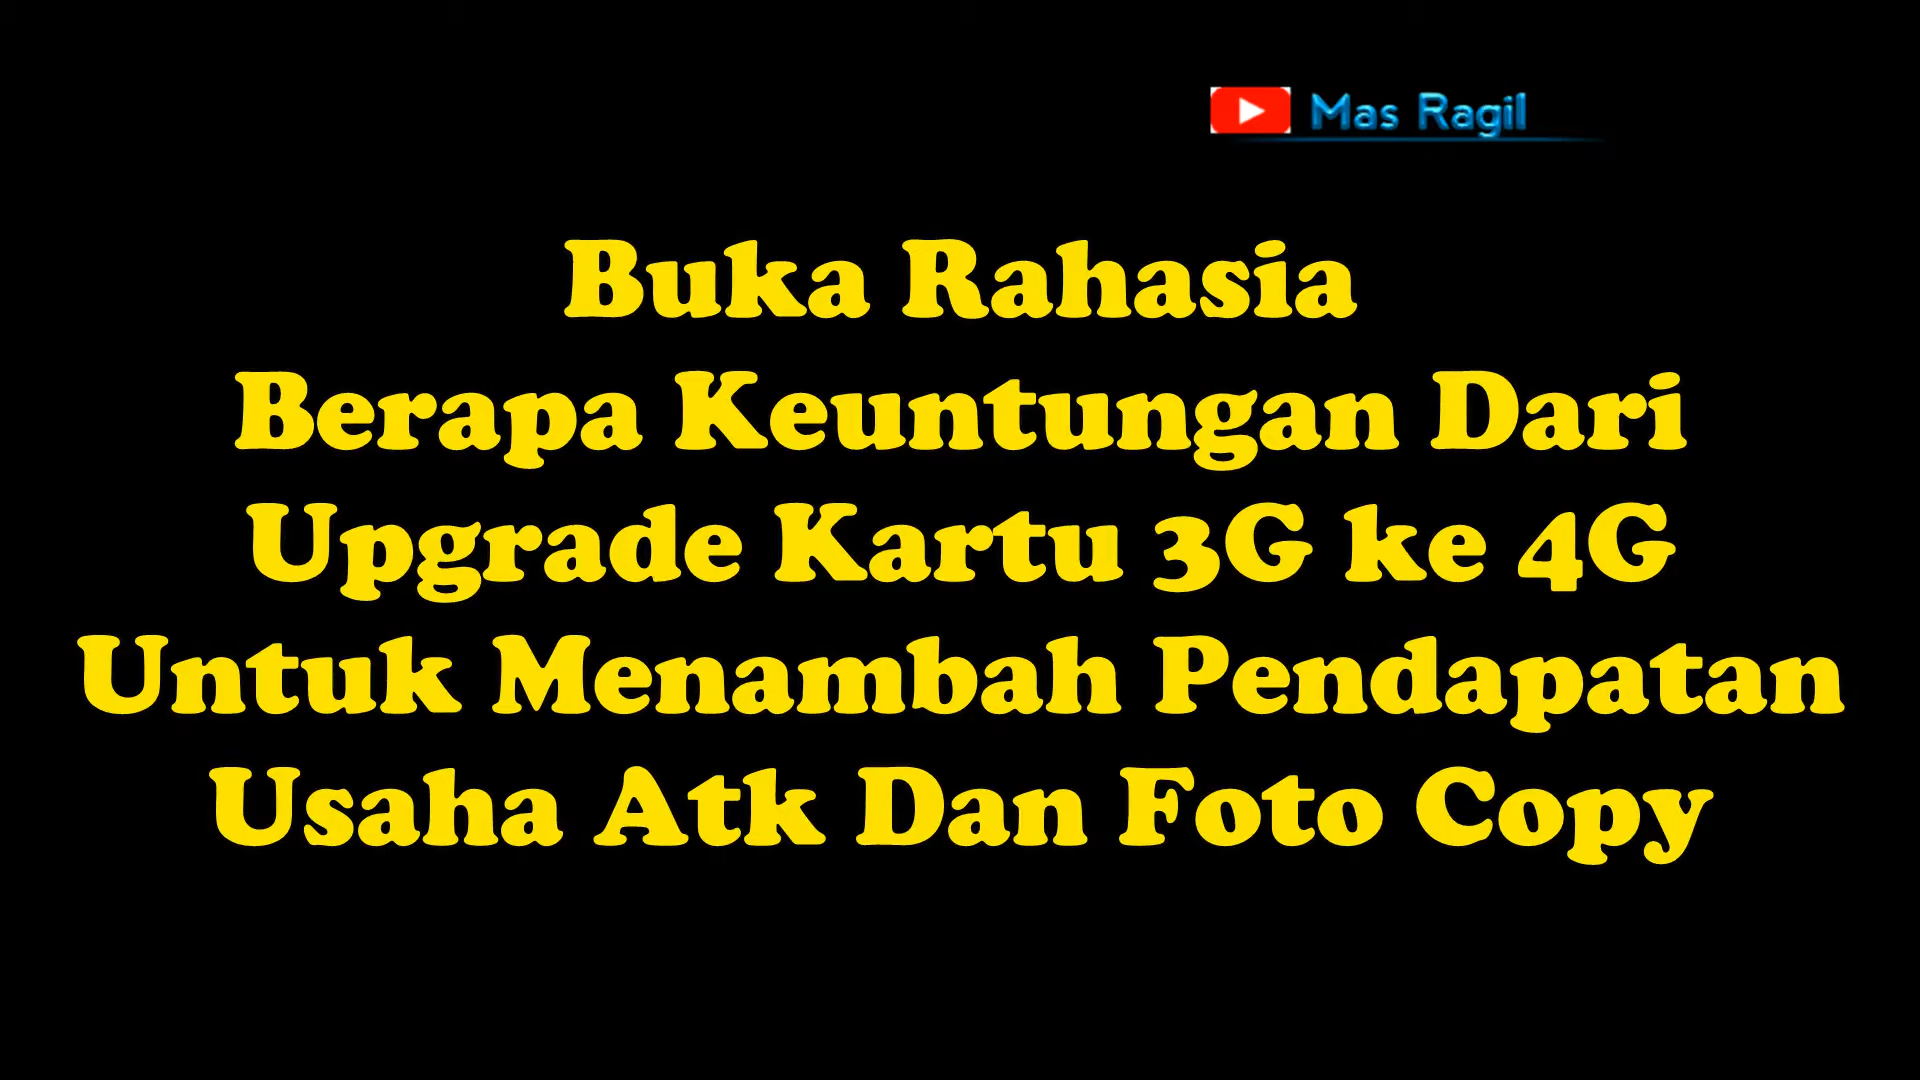 Mas Ragil
Buka Rahasia
Berapa Keuntungan Dari
Upgrade Kartu 3G ke 4G
Untuk Menambah Pendapatan
Usaha Atk Dan Foto Copy